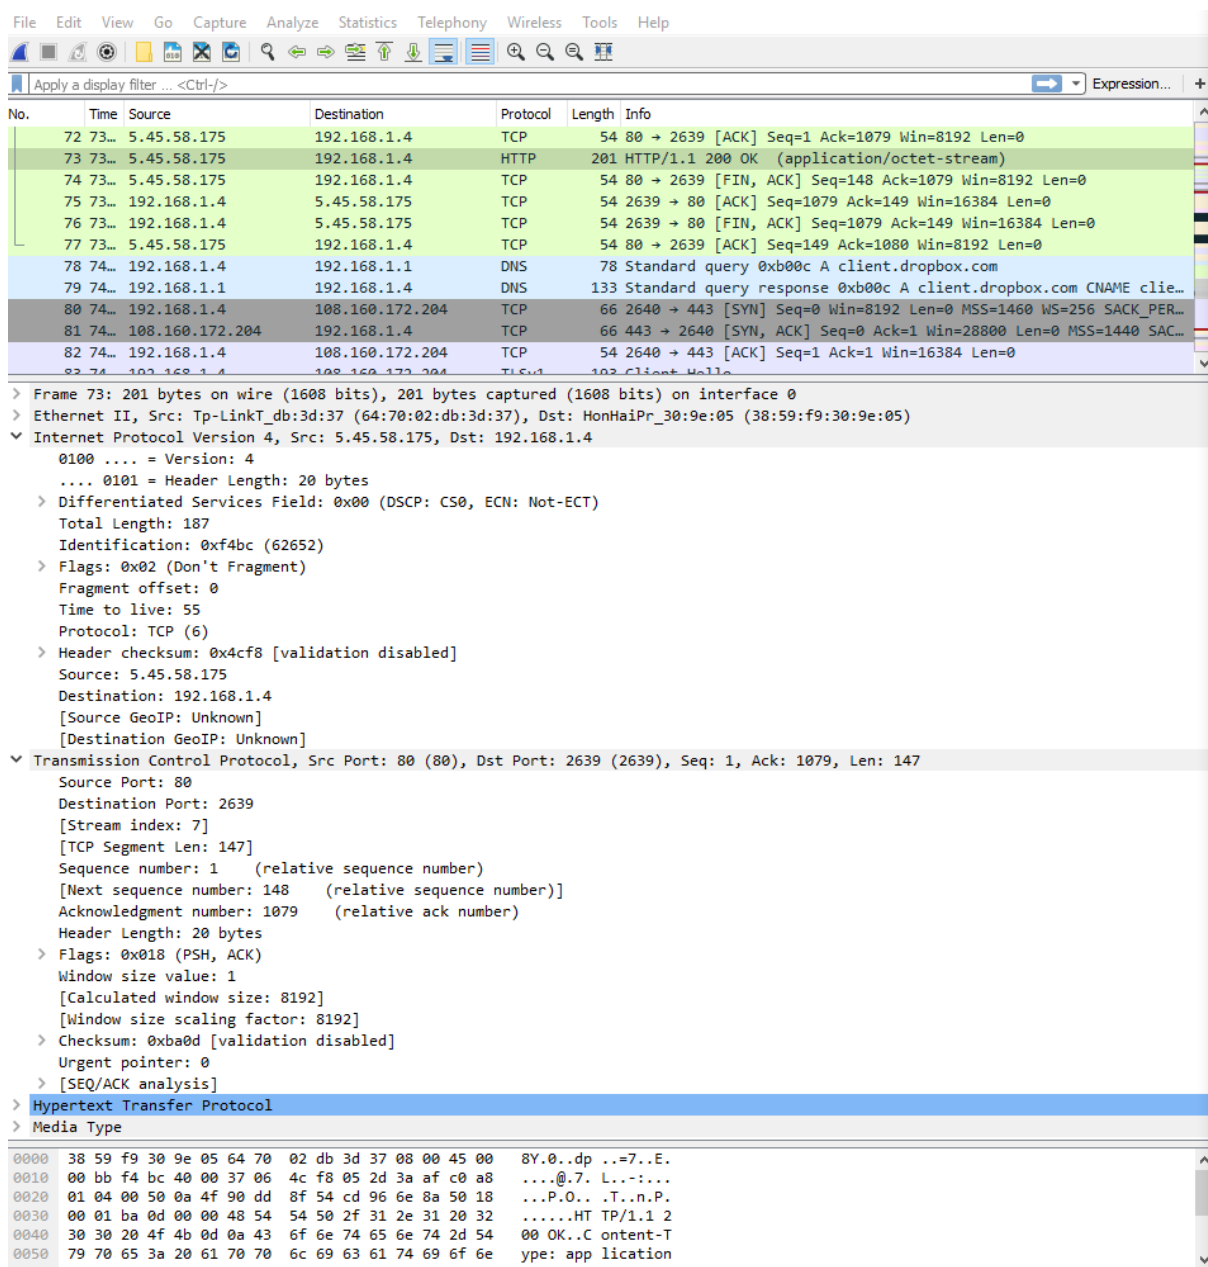 File Edit View Go Capture Analyze Statistics Telephony Wireless Tools Help
Apply a display filter ... <Ctrl-/> Expression... +
No. Time Source Destination Protocol Length Info
72 73… 5.45.58.175 192.168.1.4 TCP 54 80 → 2639 [ACK] Seq=1 Ack=1079 Win=8192 Len=0
73 73… 5.45.58.175 192.168.1.4 HTTP 201 HTTP/1.1 200 OK (application/octet-stream)
74 73… 5.45.58.175 192.168.1.4 TCP 54 80 → 2639 [FIN, ACK] Seq=148 Ack=1079 Win=8192 Len=0
75 73… 192.168.1.4 5.45.58.175 TCP 54 2639 → 80 [ACK] Seq=1079 Ack=149 Win=16384 Len=0
76 73… 192.168.1.4 5.45.58.175 TCP 54 2639 → 80 [FIN, ACK] Seq=1079 Ack=149 Win=16384 Len=0
77 73… 5.45.58.175 192.168.1.4 TCP 54 80 → 2639 [ACK] Seq=149 Ack=1080 Win=8192 Len=0
78 74… 192.168.1.4 192.168.1.1 DNS 78 Standard query 0xb00c A client.dropbox.com
79 74… 192.168.1.1 192.168.1.4 DNS 133 Standard query response 0xb00c A client.dropbox.com CNAME clie…
80 74… 192.168.1.4 108.160.172.204 TCP 66 2640 → 443 [SYN] Seq=0 Win=8192 Len=0 MSS=1460 WS=256 SACK_PER…
81 74… 108.160.172.204 192.168.1.4 TCP 66 443 → 2640 [SYN, ACK] Seq=0 Ack=1 Win=28800 Len=0 MSS=1440 SAC…
82 74… 192.168.1.4 108.160.172.204 TCP 54 2640 → 443 [ACK] Seq=1 Ack=1 Win=16384 Len=0
83 74… 192.168.1.4 108.160.172.204 TLSv1 193 Client Hello
Frame 73: 201 bytes on wire (1608 bits), 201 bytes captured (1608 bits) on interface 0
Ethernet II, Src: Tp-LinkT_db:3d:37 (64:70:02:db:3d:37), Dst: HonHaiPr_30:9e:05 (38:59:f9:30:9e:05)
Internet Protocol Version 4, Src: 5.45.58.175, Dst: 192.168.1.4
0100 .... = Version: 4
.... 0101 = Header Length: 20 bytes
Differentiated Services Field: 0x00 (DSCP: CS0, ECN: Not-ECT)
Total Length: 187
Identification: 0xf4bc (62652)
Flags: 0x02 (Don't Fragment)
Fragment offset: 0
Time to live: 55
Protocol: TCP (6)
Header checksum: 0x4cf8 [validation disabled]
Source: 5.45.58.175
Destination: 192.168.1.4
[Source GeoIP: Unknown]
[Destination GeoIP: Unknown]
Transmission Control Protocol, Src Port: 80 (80), Dst Port: 2639 (2639), Seq: 1, Ack: 1079, Len: 147
Source Port: 80
Destination Port: 2639
[Stream index: 7]
[TCP Segment Len: 147]
Sequence number: 1 (relative sequence number)
[Next sequence number: 148 (relative sequence number)]
Acknowledgment number: 1079 (relative ack number)
Header Length: 20 bytes
Flags: 0x018 (PSH, ACK)
Window size value: 1
[Calculated window size: 8192]
[Window size scaling factor: 8192]
Checksum: 0xba0d [validation disabled]
Urgent pointer: 0
[SEQ/ACK analysis]
Hypertext Transfer Protocol
Media Type
0000 38 59 f9 30 9e 05 64 70 02 db 3d 37 08 00 45 00 8Y.0..dp ..=7..E.
0010 00 bb f4 bc 40 00 37 06 4c f8 05 2d 3a af c0 a8 ....@.7. L..-:...
0020 01 04 00 50 0a 4f 90 dd 8f 54 cd 96 6e 8a 50 18 ...P.O.. .T..n.P.
0030 00 01 ba 0d 00 00 48 54 54 50 2f 31 2e 31 20 32 ......HT TP/1.1 2
0040 30 30 20 4f 4b 0d 0a 43 6f 6e 74 65 6e 74 2d 54 00 OK..C ontent-T
0050 79 70 65 3a 20 61 70 70 6c 69 63 61 74 69 6f 6e ype: app lication